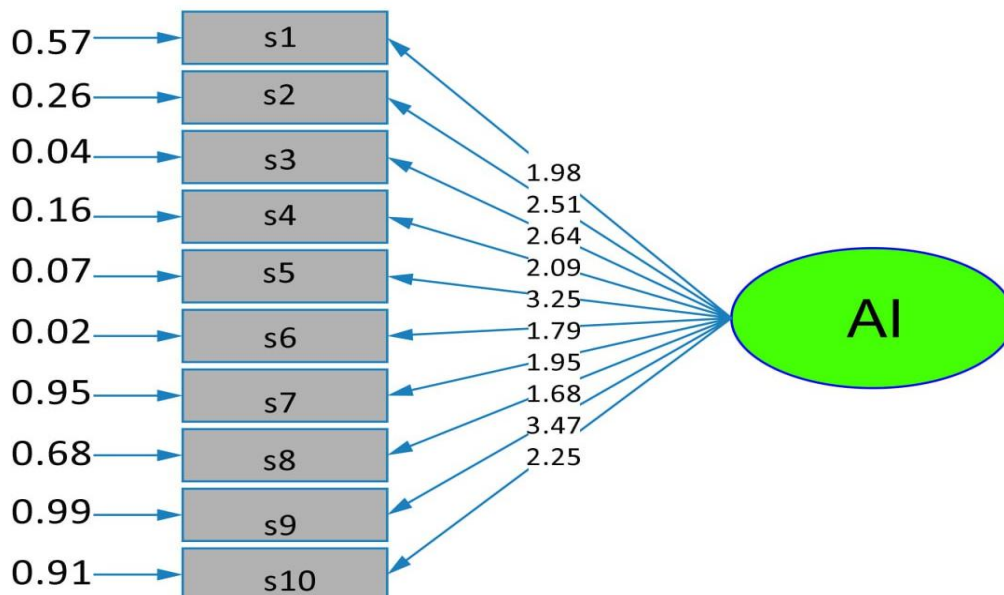 0.57 s1
0.26 s2
0.04 s3
0.16 s4
0.07 s5
0.02 s6
0.95 s7
0.68 s8
0.99 s9
0.91 s10
1.98
2.51
2.64
2.09
3.25
1.79
1.95
1.68
3.47
2.25
AI